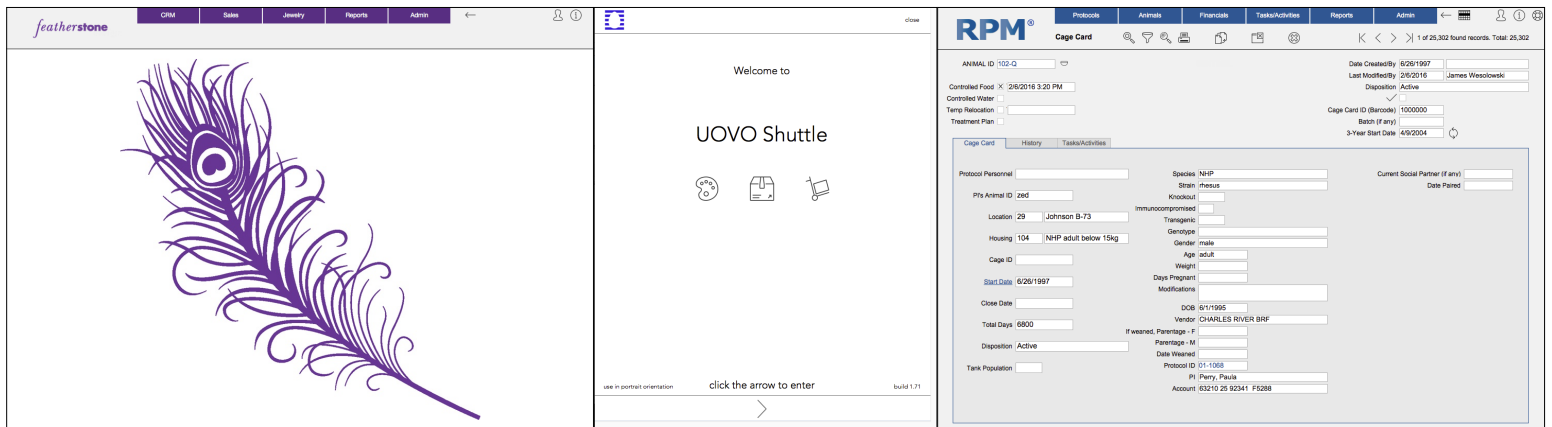 featherstone
CRM Sales Jewelry Reports Admin
close
Welcome to
UOVO Shuttle
use in portrait orientation click the arrow to enter build 1.71
RPM®
Protocols Animals Financials Tasks/Activities Reports Admin
Cage Card 1 of 25,302 found records. Total: 25,302
ANIMAL ID 102-Q Date Created/By 6/26/1997
Last Modified/By 2/6/2016 James Wesolowski
Controlled Food X 2/6/2016 3:20 PM Disposition Active
Controlled Water
Temp Relocation Cage Card ID (Barcode) 1000000
Treatment Plan Batch (if any)
3-Year Start Date 4/9/2004
Cage Card History Tasks/Activities
Protocol Personnel Species NHP Current Social Partner (if any)
Strain rhesus Date Paired
PI's Animal ID zed Knockout
Immunocompromised
Location 29 Johnson B-73 Transgenic
Genotype
Housing 104 NHP adult below 15kg Gender male
Age adult
Cage ID Weight
Start Date 6/26/1997 Days Pregnant
Modifications
Close Date DOB 6/1/1995
Vendor CHARLES RIVER BRF
Total Days 6800 If weaned, Parentage - F
Disposition Active Parentage - M
Date Weaned
Tank Population Protocol ID 01-1068
PI Perry, Paula
Account 63210 25 92341 F5288